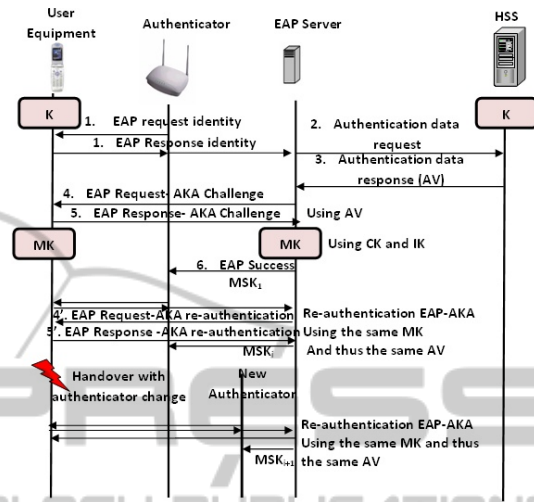 User
Equipment
Authenticator
EAP Server
HSS
K
K
1. EAP request identity
1. EAP Response identity
2. Authentication data
request
3. Authentication data
response (AV)
4. EAP Request- AKA Challenge
5. EAP Response- AKA Challenge
Using AV
MK
MK
Using CK and IK
6. EAP Success
MSK₁
4'. EAP Request-AKA re-authentication
Re-authentication EAP-AKA
5'. EAP Response -AKA re-authentication
Using the same MK
MSKᵢ
And thus the same AV
Handover with
authenticator change
New
Authenticator
Re-authentication EAP-AKA
Using the same MK and thus
MSKᵢ₊₁
the same AV
PRESS
PUBLICATIONS